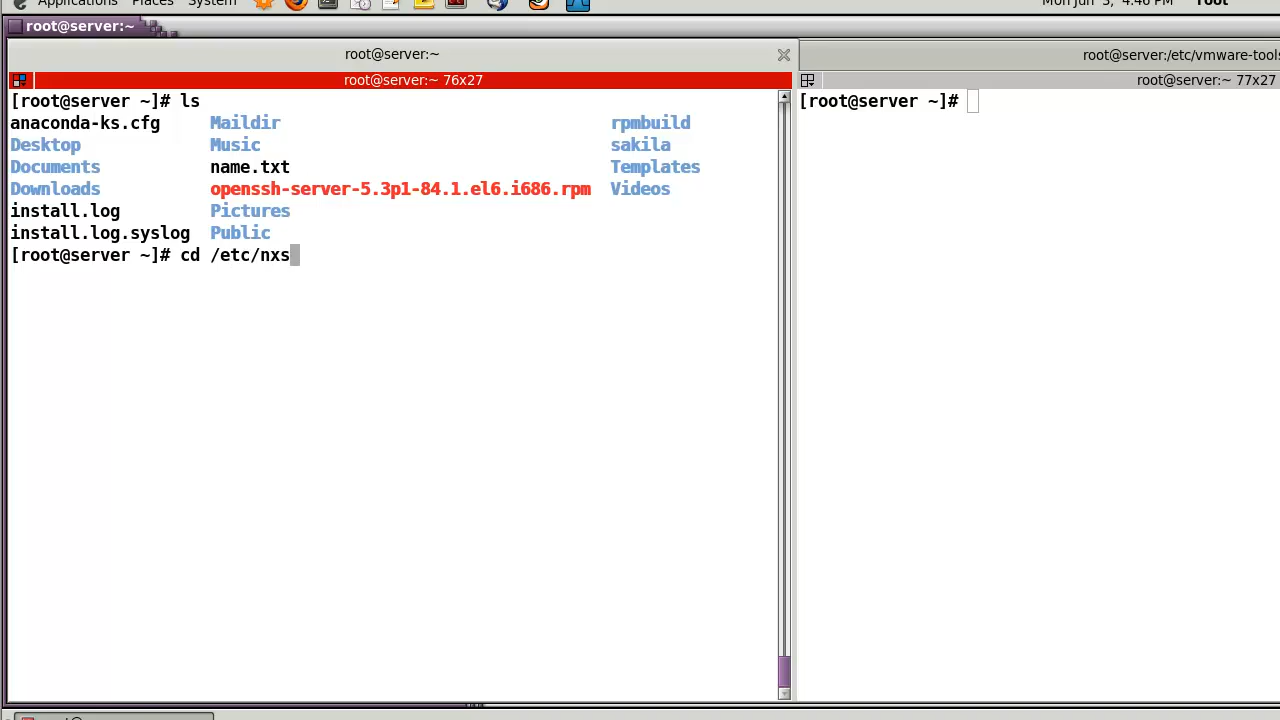 Applications Places System Mon Jun 3, 4:46 PM root
root@server:~
root@server:~ root@server:/etc/vmware-tools
root@server:~ 76x27 root@server:~ 77x27
[root@server ~]# ls [root@server ~]#
anaconda-ks.cfg Maildir rpmbuild
Desktop Music sakila
Documents name.txt Templates
Downloads openssh-server-5.3p1-84.1.el6.i686.rpm Videos
install.log Pictures
install.log.syslog Public
[root@server ~]# cd /etc/nxs